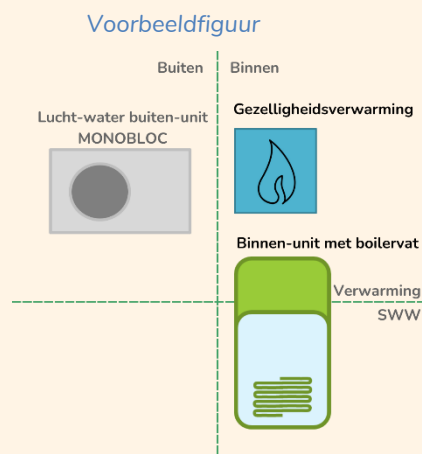 Voorbeeldfiguur
Buiten
Binnen
Lucht-water buiten-unit
MONOBLOC
Gezelligheidsverwarming
Binnen-unit met boilervat
Verwarming
SWW